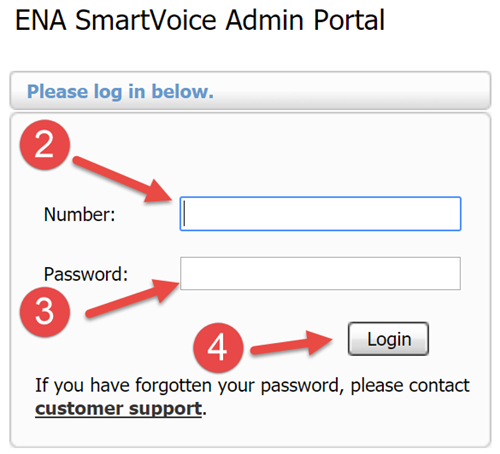 ENA SmartVoice Admin Portal
Please log in below.
2
Number:
Password:
3
4
Login
If you have forgotten your password, please contact
customer support.